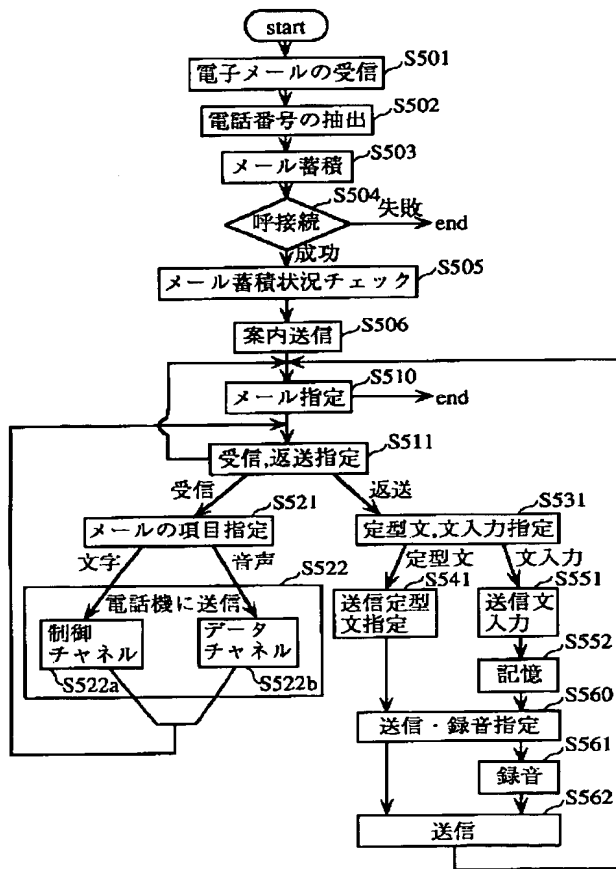 start
電子メールの受信
S501
電話番号の抽出
S502
メール蓄積
S503
呼接続
S504
失敗
end
成功
メール蓄積状況チェック
S505
案内送信
S506
メール指定
S510
end
受信,返送指定
S511
受信
返送
メールの項目指定
S521
定型文,文入力指定
S531
文字
音声
定型文
文入力
電話機に送信
S522
制御
チャネル
S522a
データ
チャネル
S522b
送信定型
文指定
S541
送信文
入力
S551
記憶
S552
送信・録音指定
S560
録音
S561
送信
S562